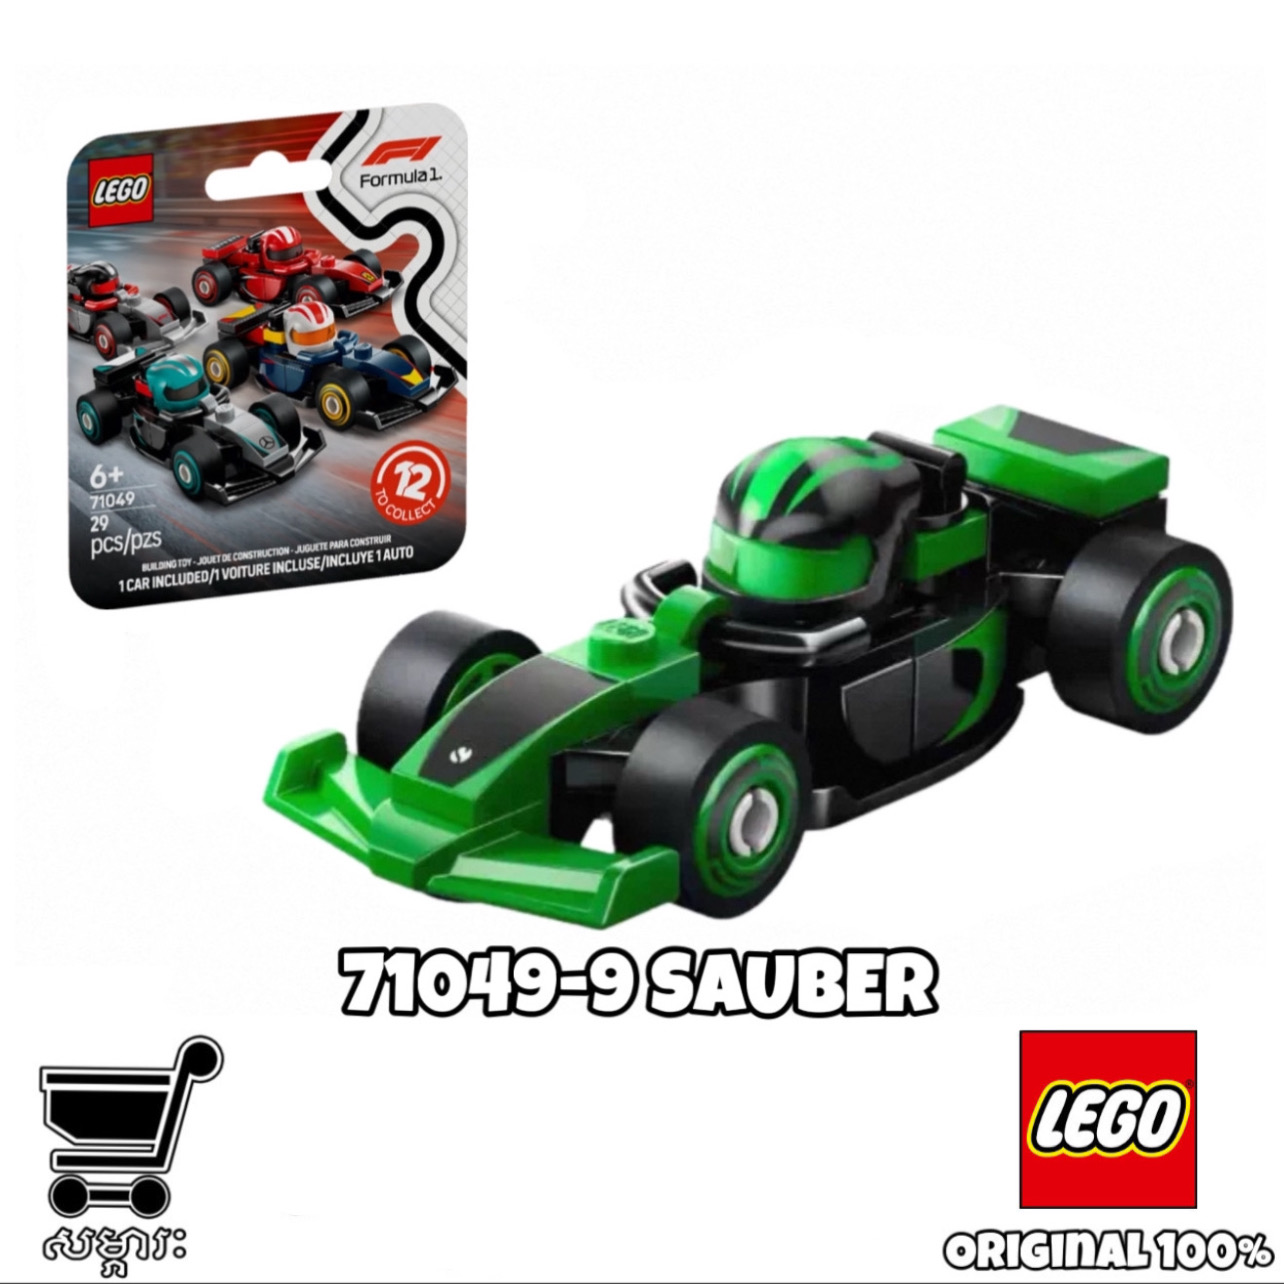 LEGO
F1
Formula 1.
6+
71049
29
pcs/pzs
12
TO COLLECT
BUILDING TOY - JOUET DE CONSTRUCTION - JUGUETE PARA CONSTRUIR
1 CAR INCLUDED/1 VOITURE INCLUSE/INCLUYE 1 AUTO
LEGO
71049-9 SAUBER
LEGO®
សម្ភារៈ
ORIGINAL 100%